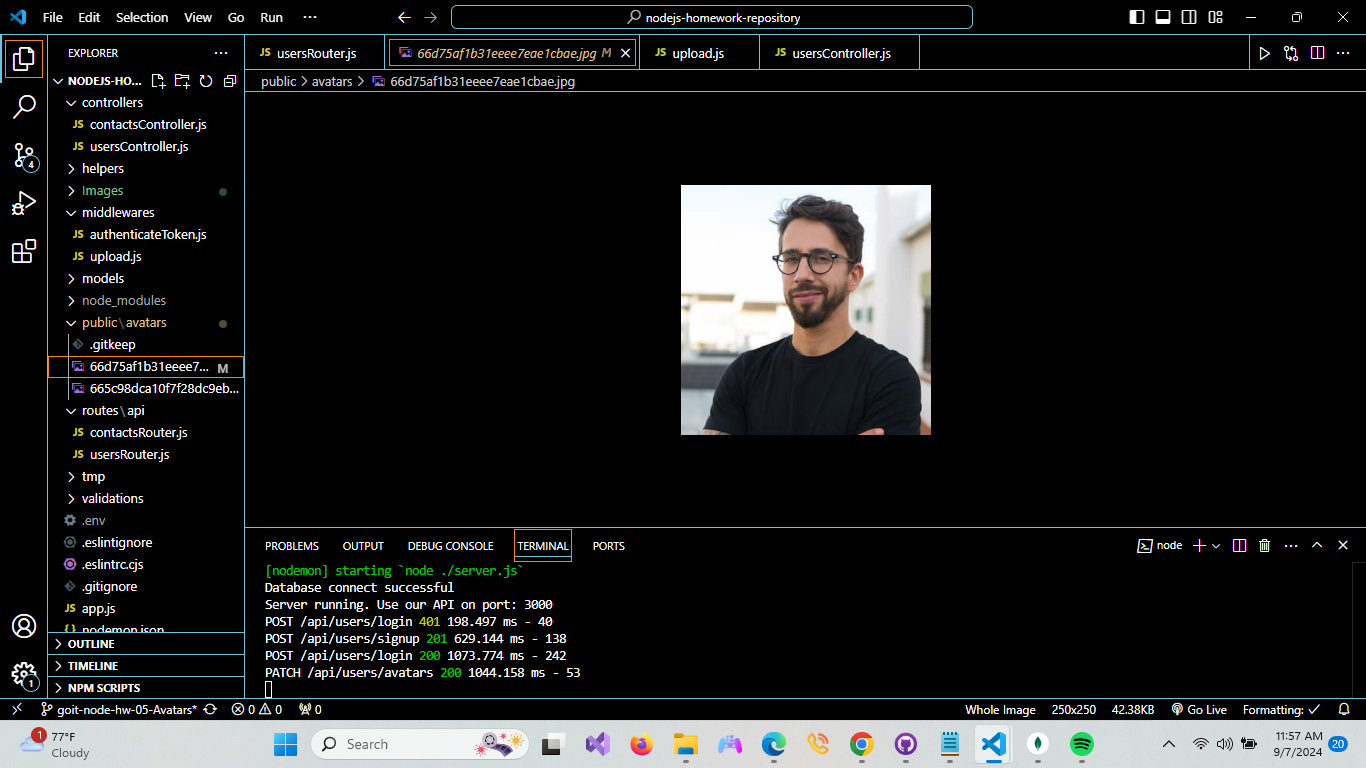 File Edit Selection View Go Run ··· nodejs-homework-repository
EXPLORER ···
NODEJS-HO...
controllers
JS contactsController.js
JS usersController.js
helpers
Images
middlewares
JS authenticateToken.js
JS upload.js
models
node_modules
public\avatars
.gitkeep
66d75af1b31eeee7... M
665c98dca10f7f28dc9eb...
routes\api
JS contactsRouter.js
JS usersRouter.js
tmp
validations
.env
.eslintignore
.eslintrc.cjs
.gitignore
JS app.js
{} nodemon.json
OUTLINE
TIMELINE
NPM SCRIPTS
4
1
JS usersRouter.js 66d75af1b31eeee7eae1cbae.jpg M JS upload.js JS usersController.js
public > avatars > 66d75af1b31eeee7eae1cbae.jpg
PROBLEMS OUTPUT DEBUG CONSOLE TERMINAL PORTS node
[nodemon] starting `node ./server.js`
Database connect successful
Server running. Use our API on port: 3000
POST /api/users/login 401 198.497 ms - 40
POST /api/users/signup 201 629.144 ms - 138
POST /api/users/login 200 1073.774 ms - 242
PATCH /api/users/avatars 200 1044.158 ms - 53
goit-node-hw-05-Avatars* 0 0 0 Whole Image 250x250 42.38KB Go Live Formatting: ✓
1 77°F
Cloudy
Search
11:57 AM
9/7/2024
20